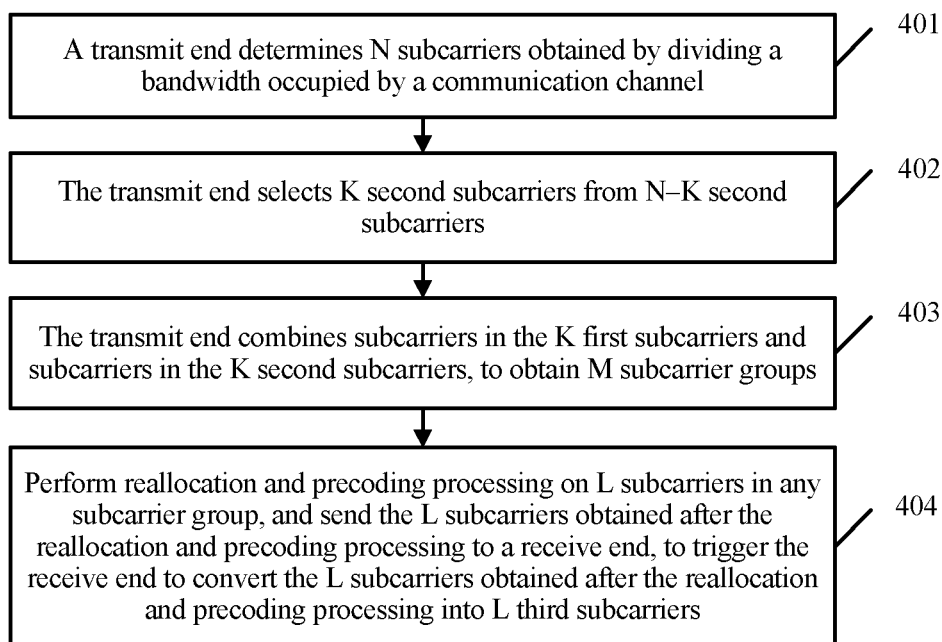 A transmit end determines N subcarriers obtained by dividing a
bandwidth occupied by a communication channel
401
The transmit end selects K second subcarriers from N–K second
subcarriers
402
The transmit end combines subcarriers in the K first subcarriers and
subcarriers in the K second subcarriers, to obtain M subcarrier groups
403
Perform reallocation and precoding processing on L subcarriers in any
subcarrier group, and send the L subcarriers obtained after the
reallocation and precoding processing to a receive end, to trigger the
receive end to convert the L subcarriers obtained after the reallocation
and precoding processing into L third subcarriers
404